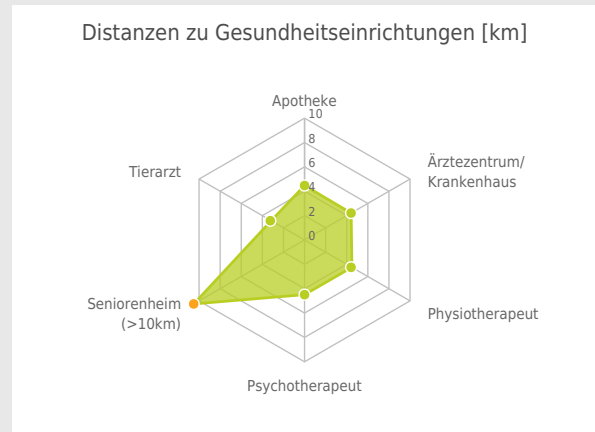 Distanzen zu Gesundheitseinrichtungen [km]
Apotheke
10
8
6
4
2
0
Ärztezentrum/
Krankenhaus
Tierarzt
Seniorenheim
(>10km)
Physiotherapeut
Psychotherapeut